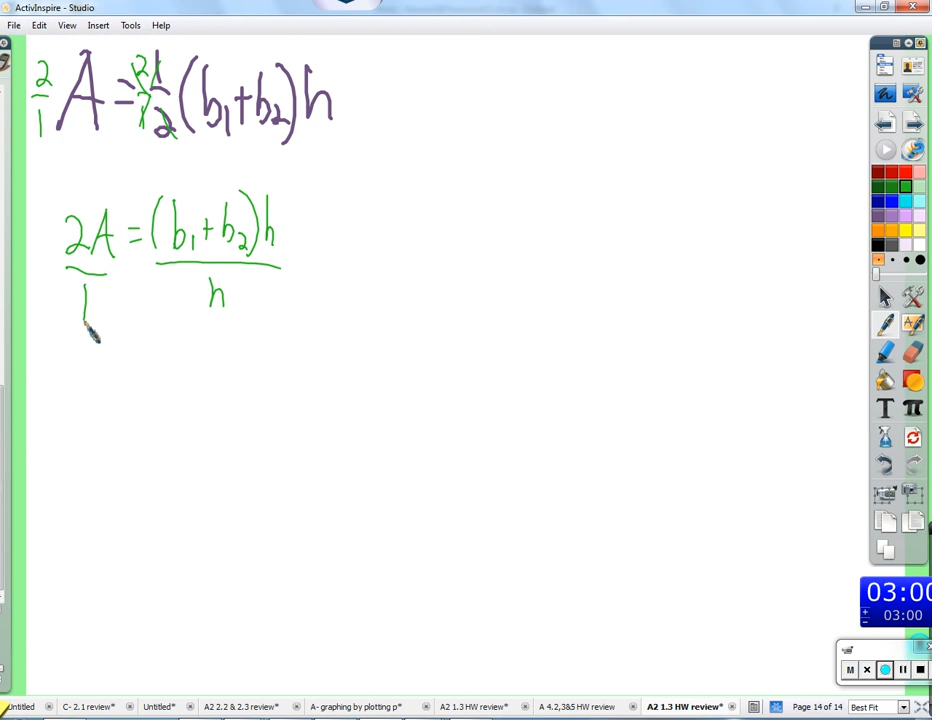 ActivInspire - Studio
File Edit View Insert Tools Help
2/1 A = 2/1 1/2 (b₁+b₂)h
2A = (b₁+b₂)h
h
03:00
03:00
M
Untitled C- 2.1 review* Untitled* A2 2.2 & 2.3 review* A- graphing by plotting p* A2 1.3 HW review* A 4.2,3&5 HW review A2 1.3 HW review* Page 14 of 14 Best Fit